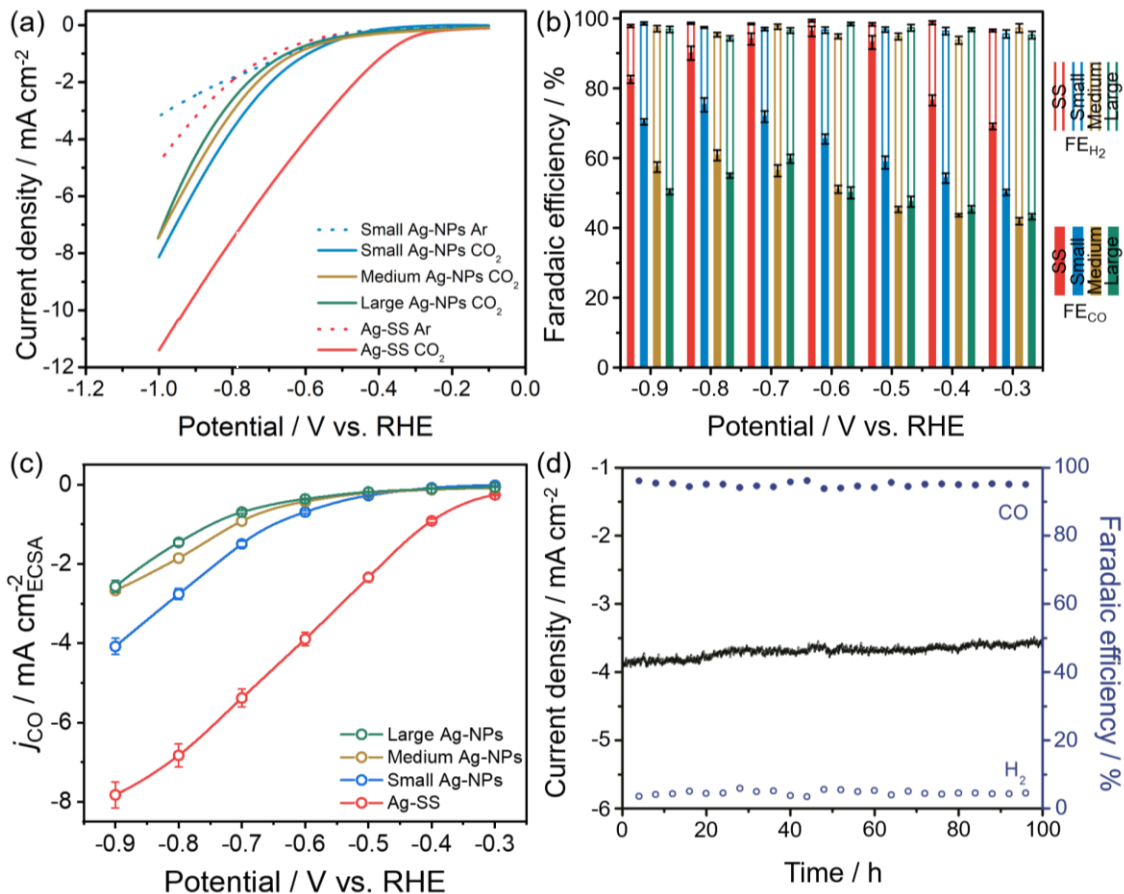 (a)
Current density / mA cm⁻²
0
-2
-4
-6
-8
-10
-12
Small Ag-NPs Ar
Small Ag-NPs CO₂
Medium Ag-NPs CO₂
Large Ag-NPs CO₂
Ag-SS Ar
Ag-SS CO₂
-1.2 -1.0 -0.8 -0.6 -0.4 -0.2 0.0
Potential / V vs. RHE
(b)
Faradaic efficiency / %
100
80
60
40
20
0
-0.9 -0.8 -0.7 -0.6 -0.5 -0.4 -0.3
Potential / V vs. RHE
SS
Small
Medium
Large
FE_H₂
SS
Small
Medium
Large
FE_CO
(c)
j_CO / mA cm⁻²_ECSA
0
-2
-4
-6
-8
Large Ag-NPs
Medium Ag-NPs
Small Ag-NPs
Ag-SS
-0.9 -0.8 -0.7 -0.6 -0.5 -0.4 -0.3
Potential / V vs. RHE
(d)
Current density / mA cm⁻²
-1
-2
-3
-4
-5
-6
CO
H₂
100
80
60
40
20
0
Faradaic efficiency / %
0 20 40 60 80 100
Time / h